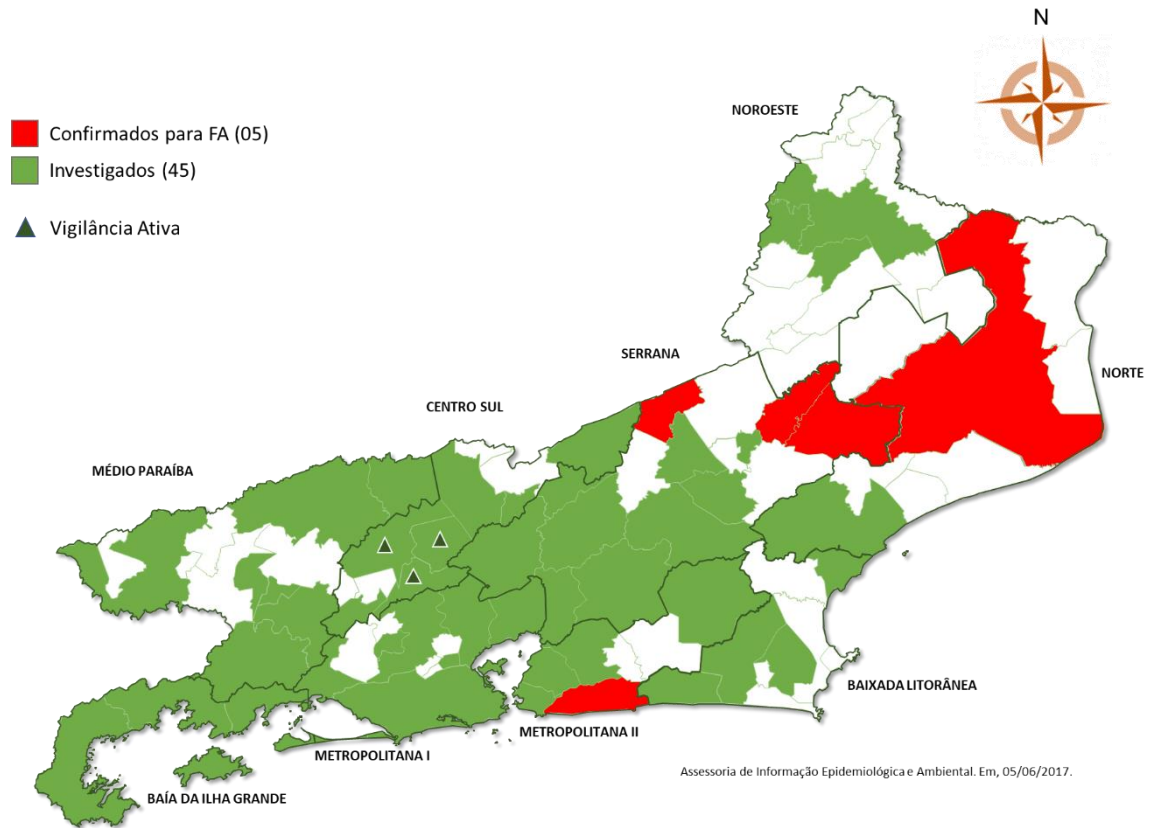 N
NOROESTE
Confirmados para FA (05)
Investigados (45)
Vigilância Ativa
SERRANA
NORTE
CENTRO SUL
MÉDIO PARAÍBA
BAIXADA LITORÂNEA
METROPOLITANA II
METROPOLITANA I
BAÍA DA ILHA GRANDE
Assessoria de Informação Epidemiológica e Ambiental. Em, 05/06/2017.